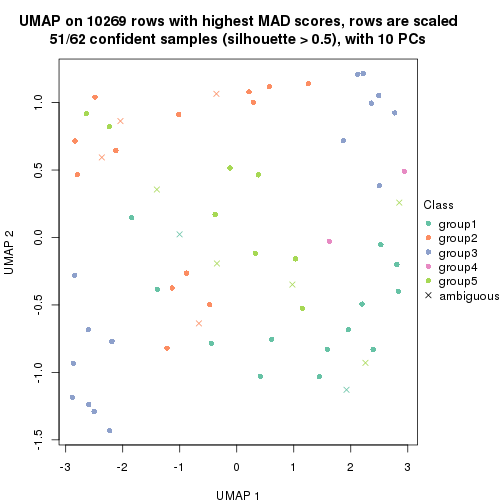 UMAP on 10269 rows with highest MAD scores, rows are scaled
51/62 confident samples (silhouette > 0.5), with 10 PCs
UMAP 2
1.0
0.5
0.0
-0.5
-1.0
-1.5
-3
-2
-1
0
1
2
3
UMAP 1
Class
group1
group2
group3
group4
group5
ambiguous